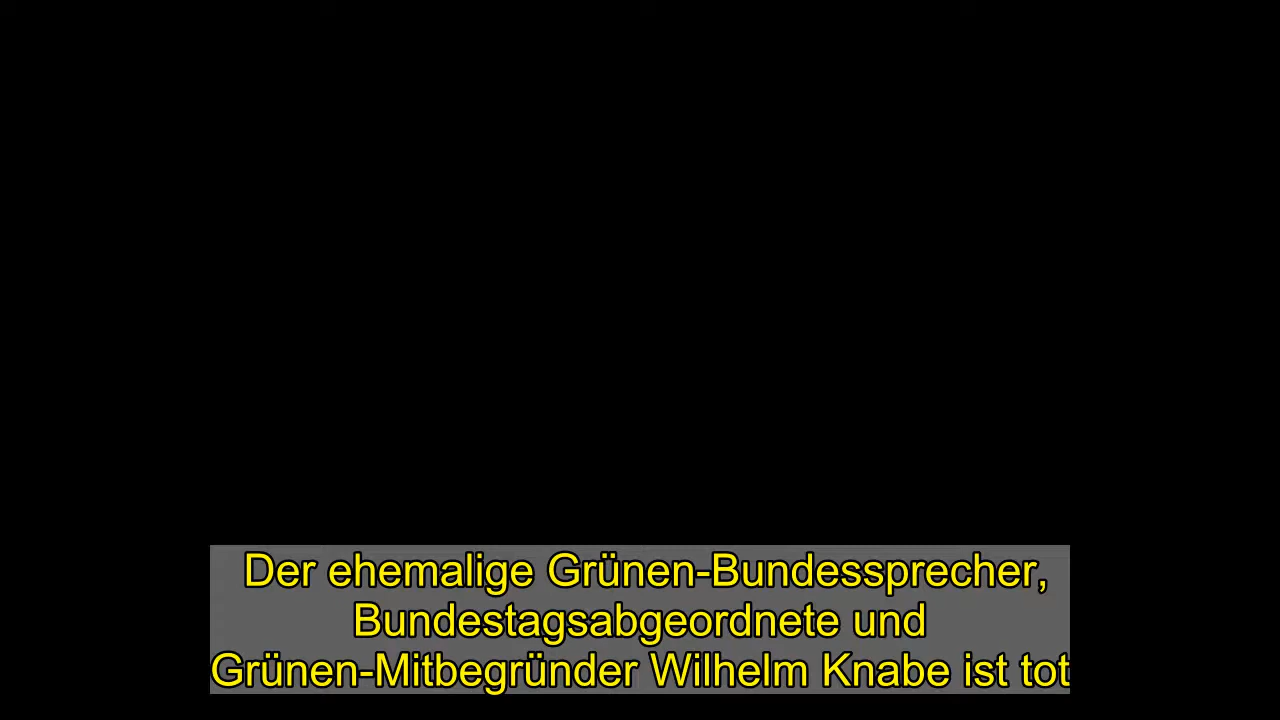 Der ehemalige Grünen-Bundessprecher,
Bundestagsabgeordnete und
Grünen-Mitbegründer Wilhelm Knabe ist tot